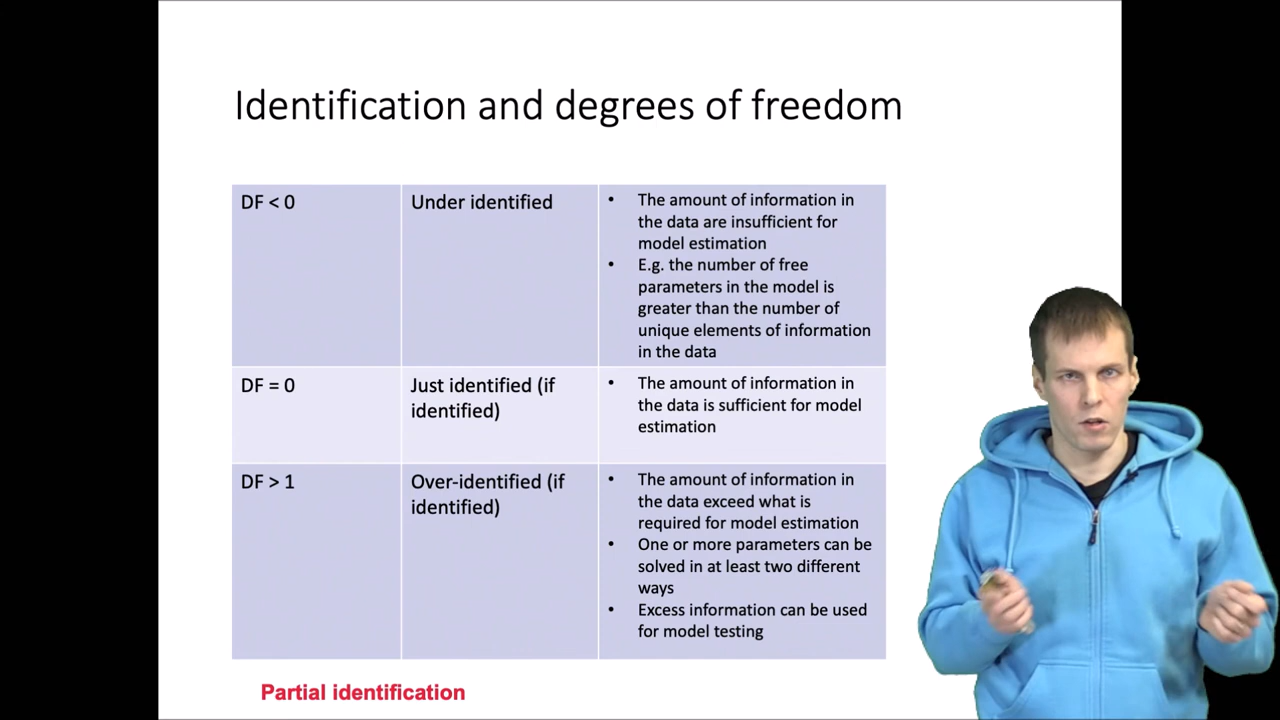 Identification and degrees of freedom
DF < 0
Under identified
• The amount of information in
the data are insufficient for
model estimation
• E.g. the number of free
parameters in the model is
greater than the number of
unique elements of information
in the data
DF = 0
Just identified (if
identified)
• The amount of information in
the data is sufficient for model
estimation
DF > 1
Over-identified (if
identified)
• The amount of information in
the data exceed what is
required for model estimation
• One or more parameters can be
solved in at least two different
ways
• Excess information can be used
for model testing
Partial identification